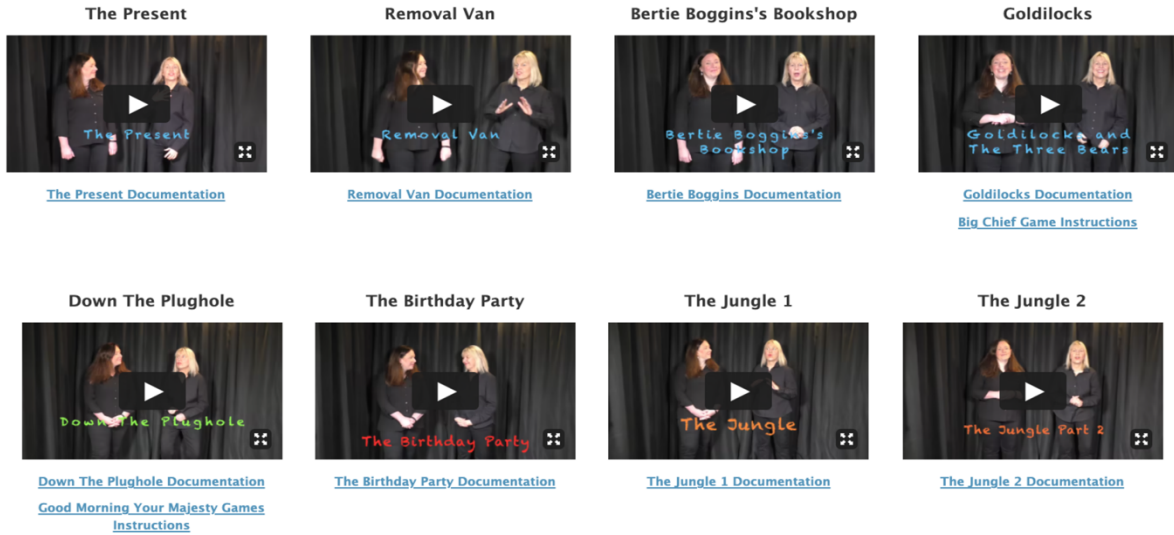 The Present
Removal Van
Bertie Boggins's Bookshop
Goldilocks
The Present
Removal Van
Bertie Boggins's
Bookshop
Goldilocks and
The Three Bears
The Present Documentation
Removal Van Documentation
Bertie Boggins Documentation
Goldilocks Documentation
Big Chief Game Instructions
Down The Plughole
The Birthday Party
The Jungle 1
The Jungle 2
Down The Plughole
The Birthday Party
The Jungle
The Jungle Part 2
Down The Plughole Documentation
The Birthday Party Documentation
The Jungle 1 Documentation
The Jungle 2 Documentation
Good Morning Your Majesty Games
Instructions